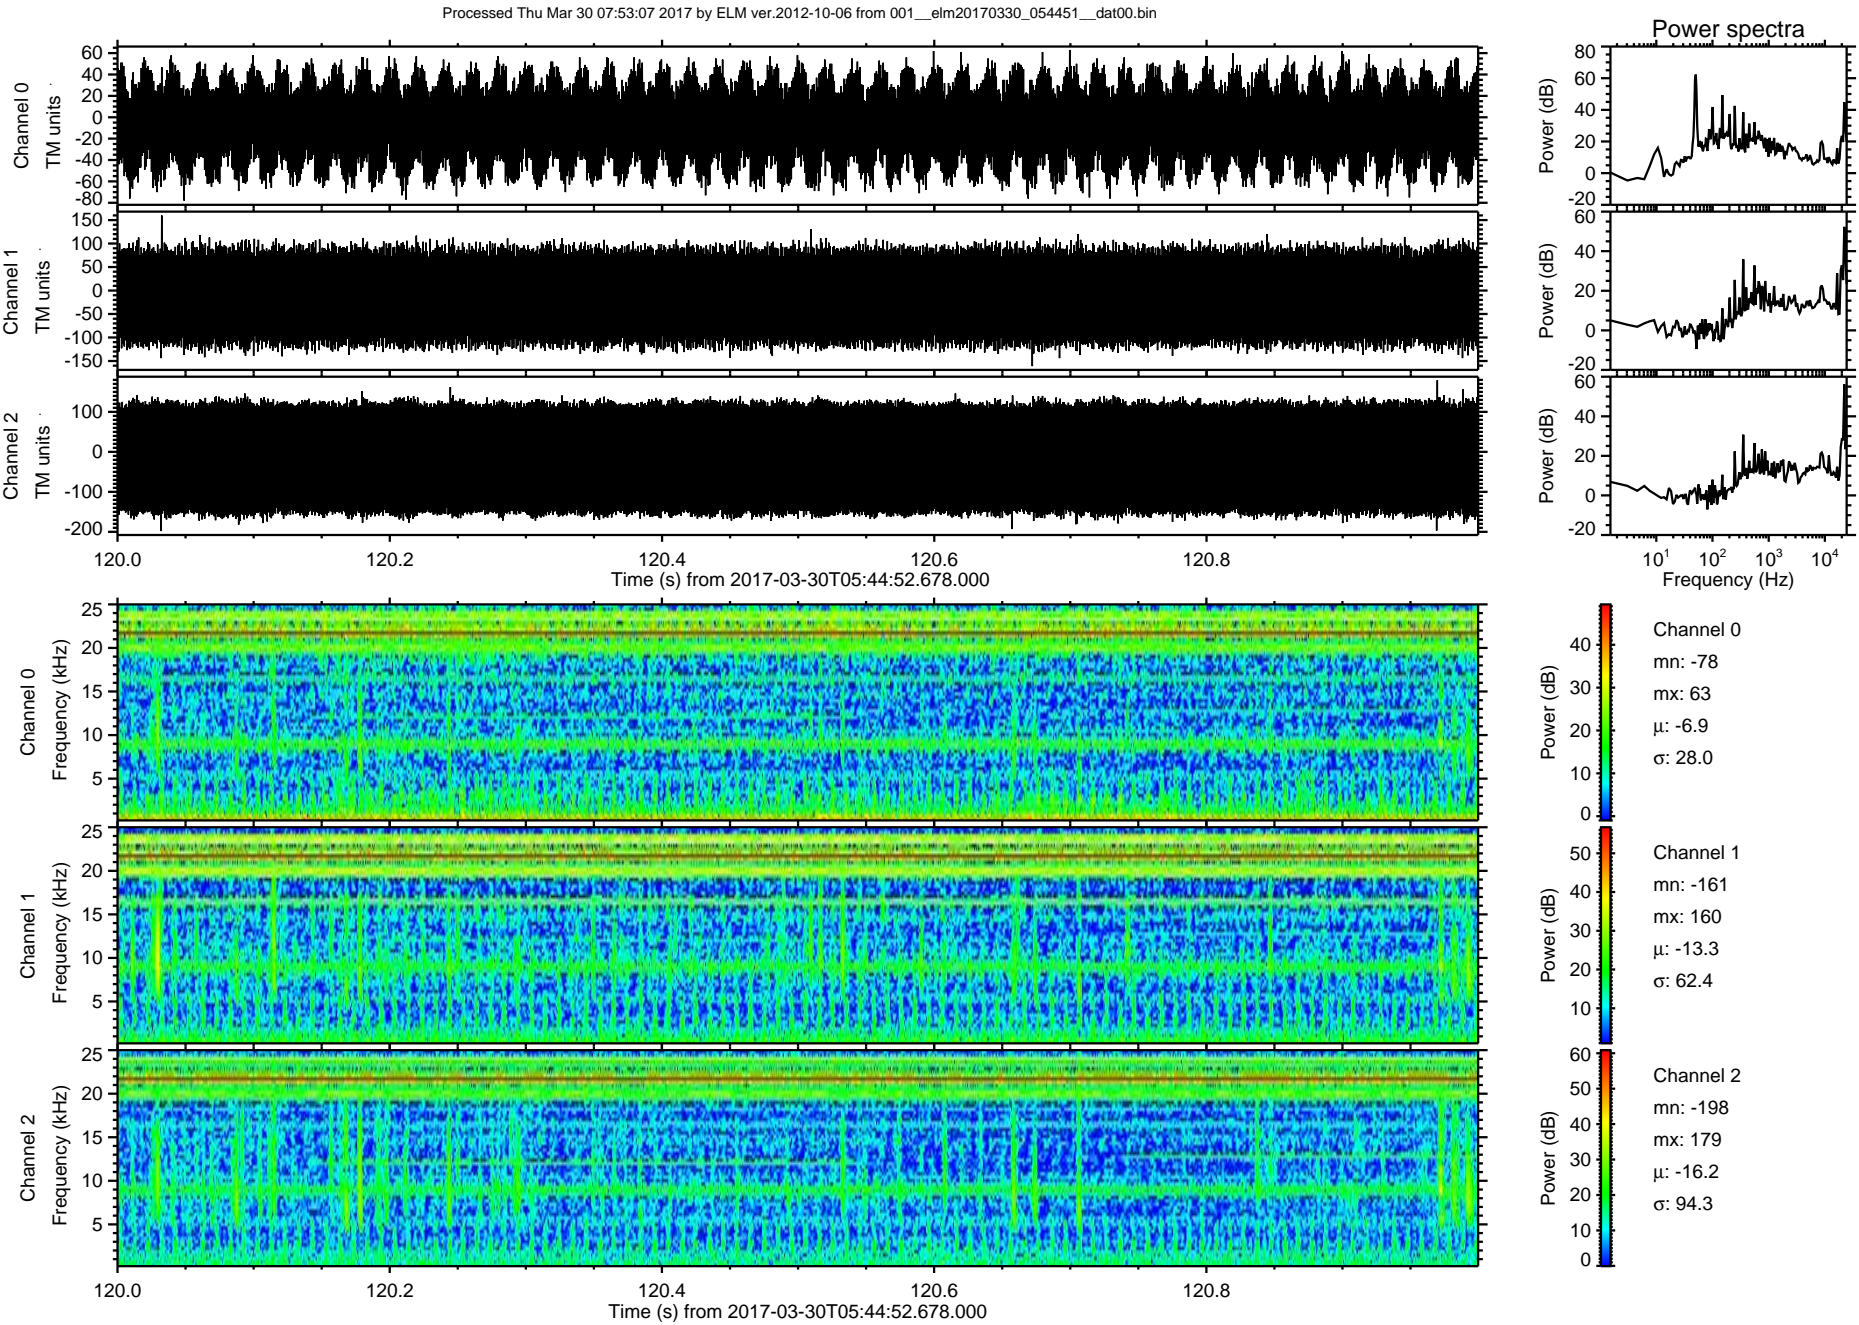 Processed Thu Mar 30 07:53:07 2017 by ELM ver.2012-10-06 from 001__elm20170330_054451__dat00.bin
Power spectra
Channel 0
TM units
60
40
20
0
-20
-40
-60
-80
Power (dB)
80
60
40
20
0
-20
Channel 1
TM units
150
100
50
0
-50
-100
-150
Power (dB)
60
40
20
0
-20
Channel 2
TM units
100
0
-100
-200
Power (dB)
60
40
20
0
-20
120.0 120.2 120.4 120.6 120.8
Time (s) from 2017-03-30T05:44:52.678.000
10¹ 10² 10³ 10⁴
Frequency (Hz)
Channel 0
Frequency (kHz)
25
20
15
10
5
Power (dB)
40
30
20
10
0
Channel 0
mn: -78
mx: 63
μ: -6.9
σ: 28.0
Channel 1
Frequency (kHz)
25
20
15
10
5
Power (dB)
50
40
30
20
10
Channel 1
mn: -161
mx: 160
μ: -13.3
σ: 62.4
Channel 2
Frequency (kHz)
25
20
15
10
5
Power (dB)
60
50
40
30
20
10
0
Channel 2
mn: -198
mx: 179
μ: -16.2
σ: 94.3
120.0 120.2 120.4 120.6 120.8
Time (s) from 2017-03-30T05:44:52.678.000